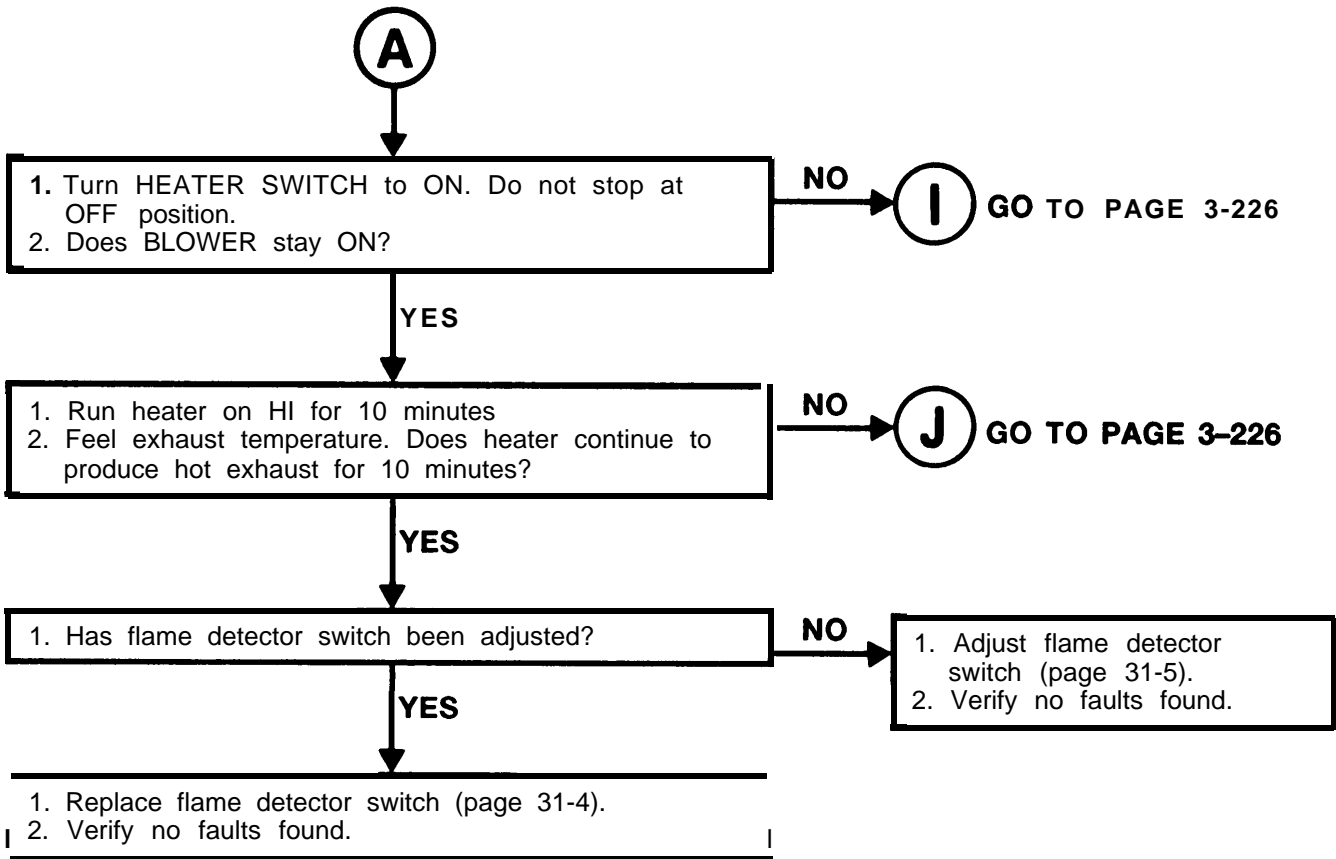 A
1. Turn HEATER SWITCH to ON. Do not stop at
OFF position.
2. Does BLOWER stay ON?
NO
I
GO TO PAGE 3-226
YES
1. Run heater on HI for 10 minutes
2. Feel exhaust temperature. Does heater continue to
produce hot exhaust for 10 minutes?
NO
J
GO TO PAGE 3-226
YES
1. Has flame detector switch been adjusted?
NO
1. Adjust flame detector
switch (page 31-5).
2. Verify no faults found.
YES
1. Replace flame detector switch (page 31-4).
2. Verify no faults found.